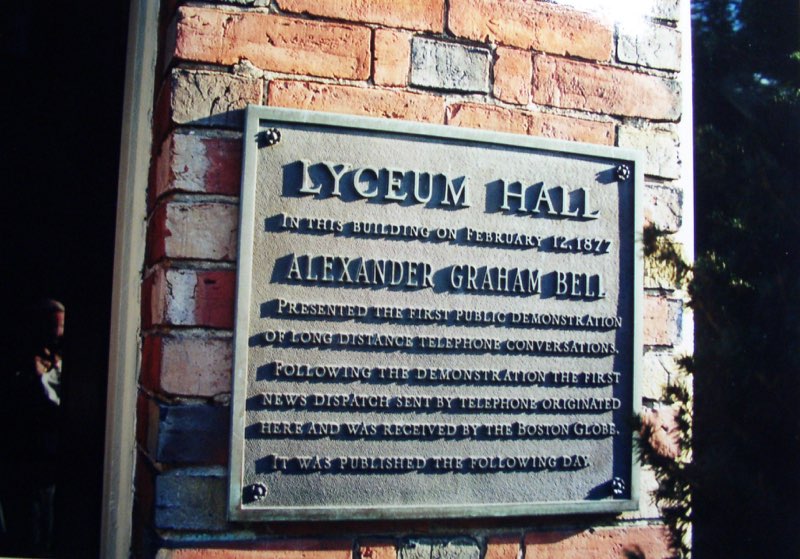 LYCEUM HALL
IN THIS BUILDING ON FEBRUARY 12, 1877
ALEXANDER GRAHAM BELL
PRESENTED THE FIRST PUBLIC DEMONSTRATION
OF LONG DISTANCE TELEPHONE CONVERSATIONS.
FOLLOWING THE DEMONSTRATION THE FIRST
NEWS DISPATCH SENT BY TELEPHONE ORIGINATED
HERE AND WAS RECEIVED BY THE BOSTON GLOBE.
IT WAS PUBLISHED THE FOLLOWING DAY.